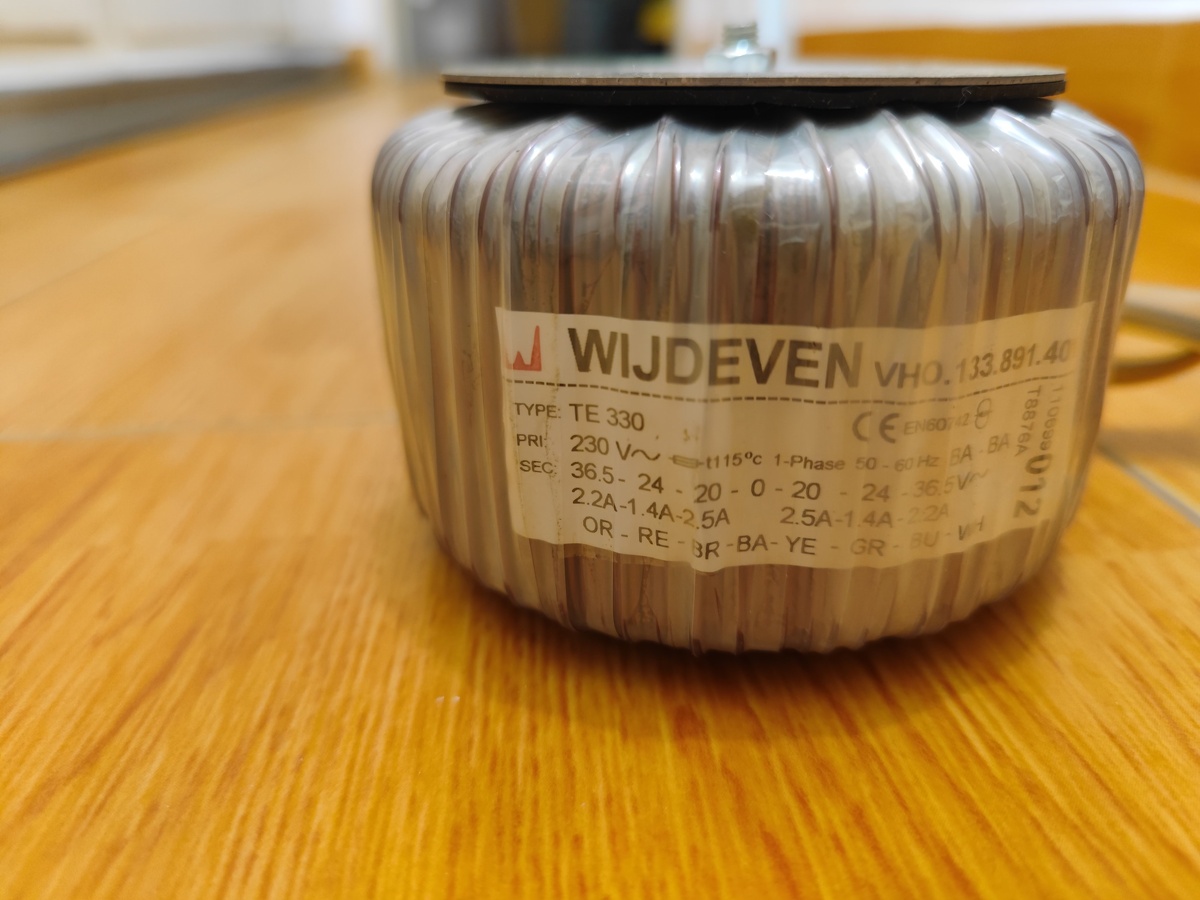 WIJDEVEN VHO.133.891.40
TYPE: TE 330 CE EN60742
PRI: 230 V~ t115ºc 1-Phase 50 - 60 Hz BA - BA
SEC: 36.5 - 24 - 20 - 0 - 20 - 24 - 36.5V~
2.2A-1.4A-2.5A 2.5A-1.4A-2.2A
OR - RE - BR -BA- YE - GR - BU - WH
T8876A
012